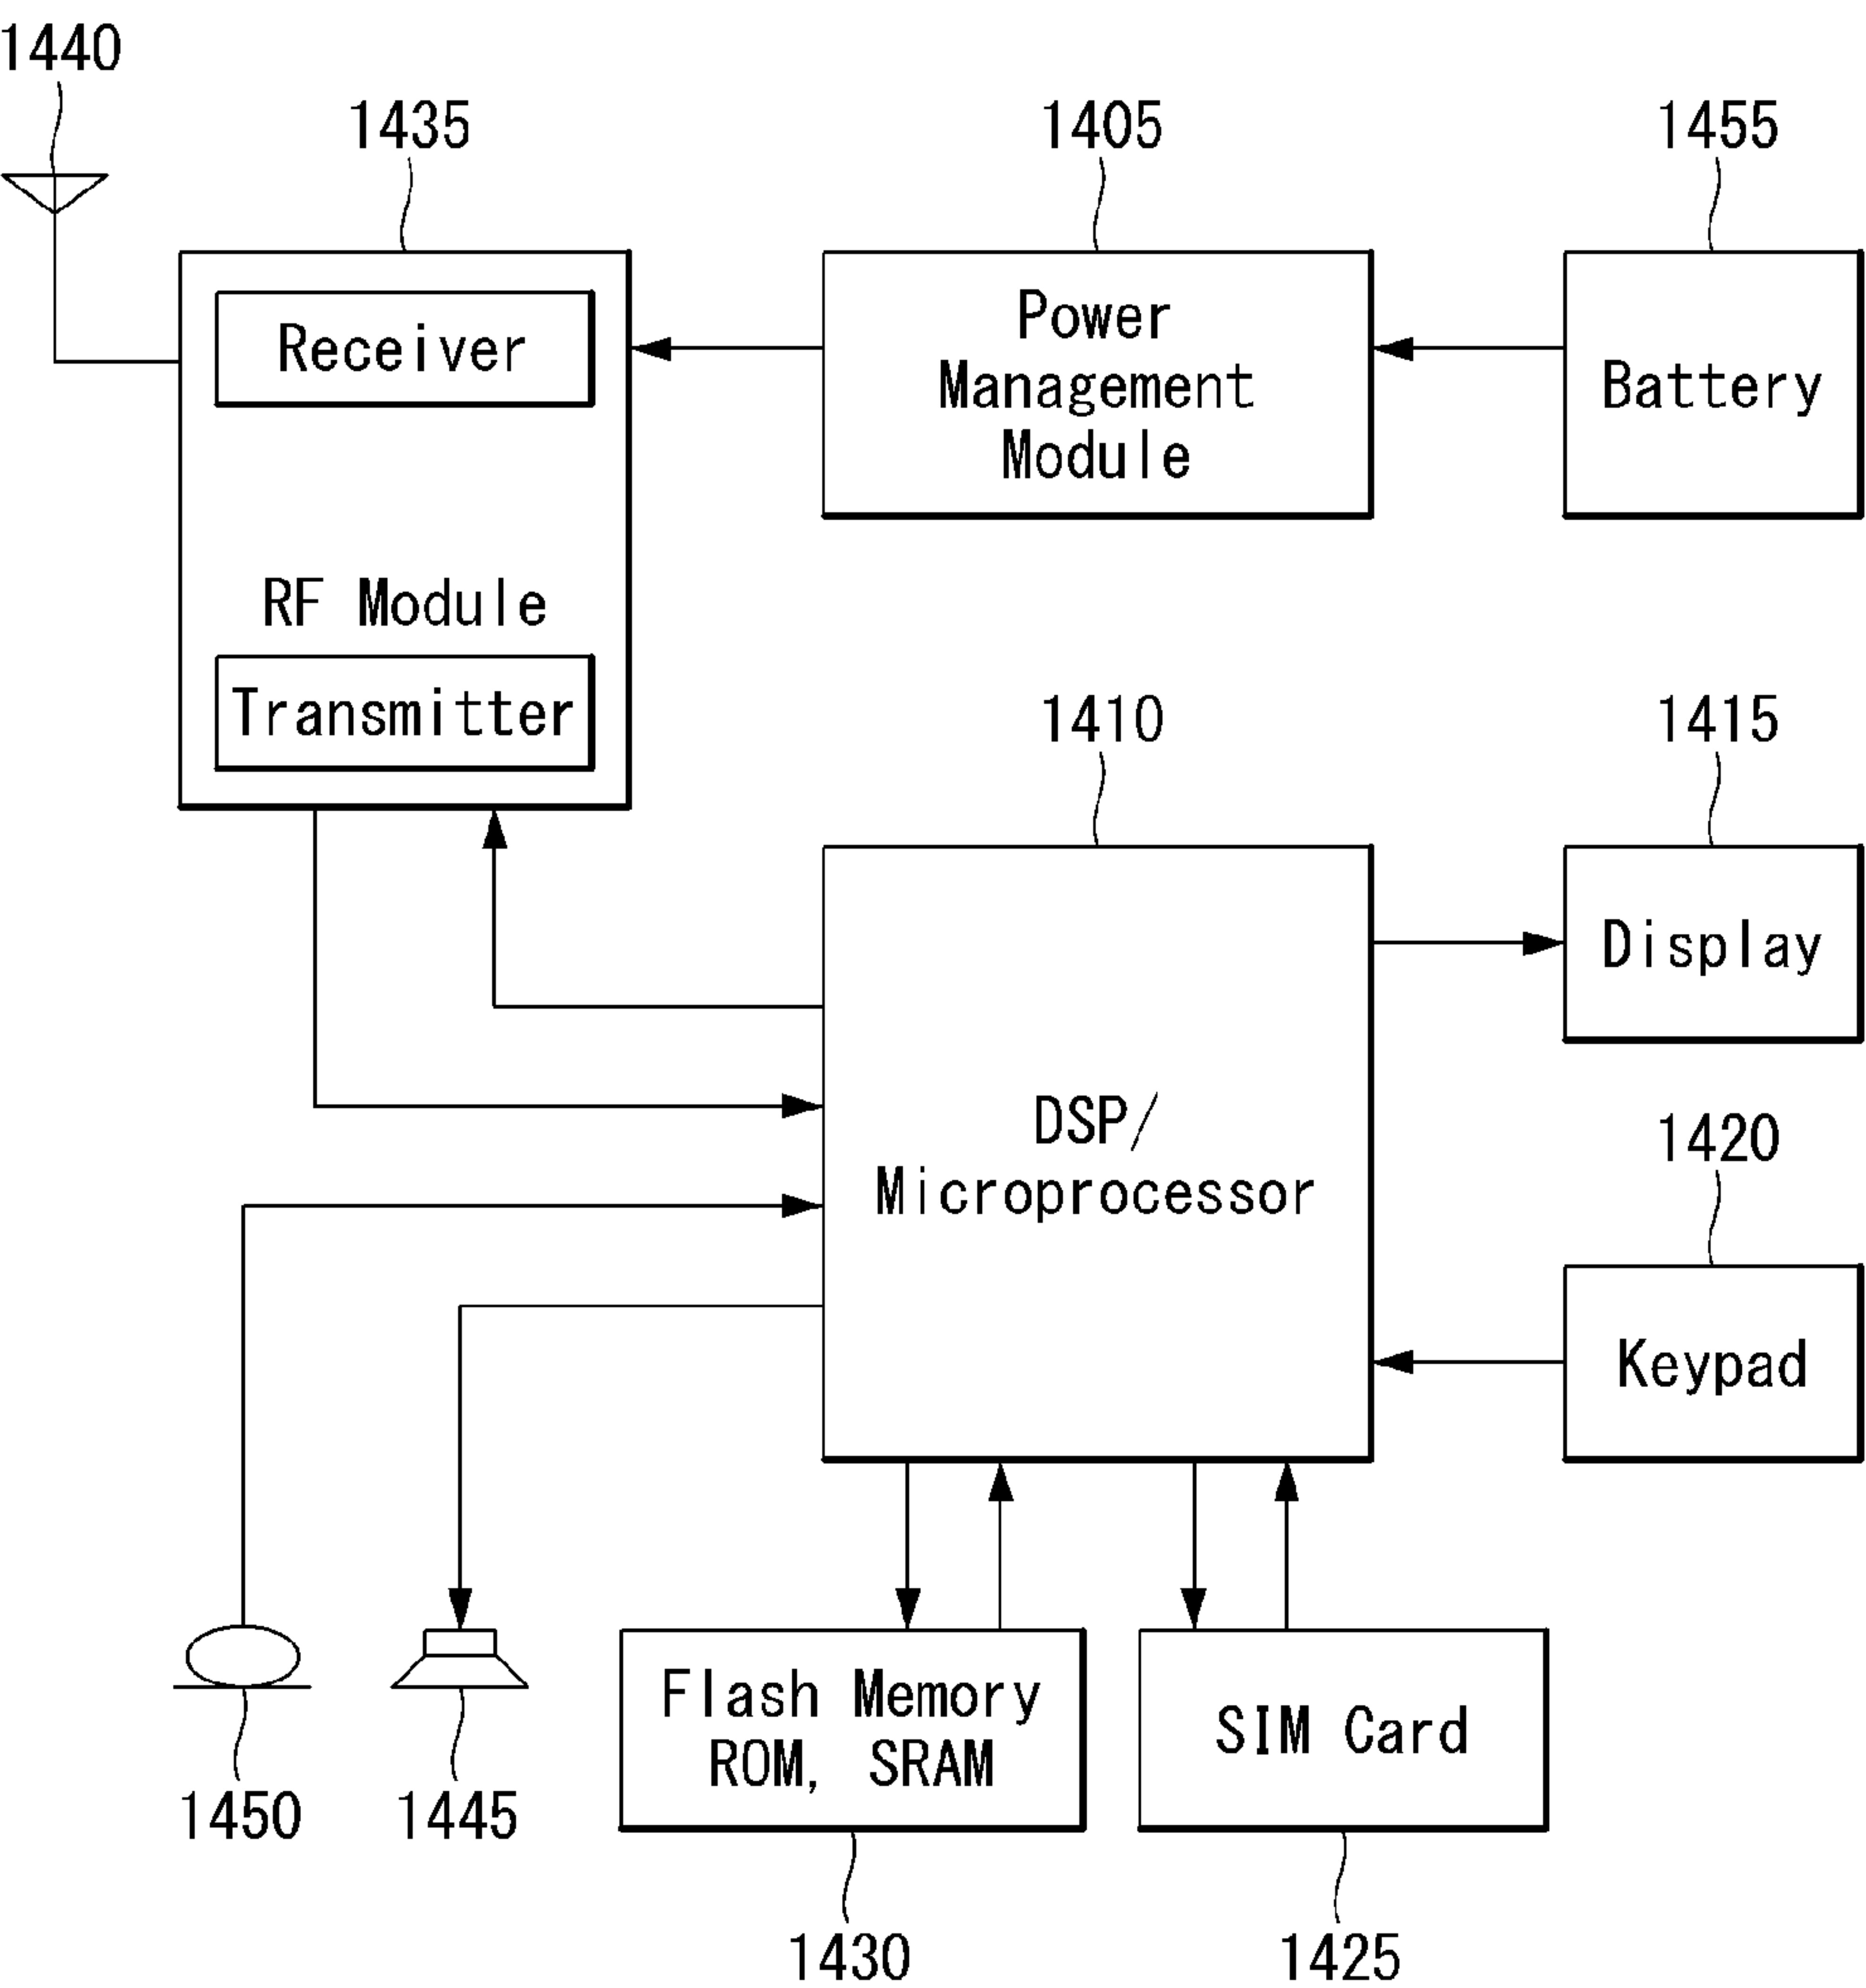 1440
1435
1405
1455
Receiver
RF Module
Transmitter
Power
Management
Module
Battery
1410
1415
DSP/
Microprocessor
Display
1420
Keypad
Flash Memory
ROM, SRAM
SIM Card
1450
1445
1430
1425